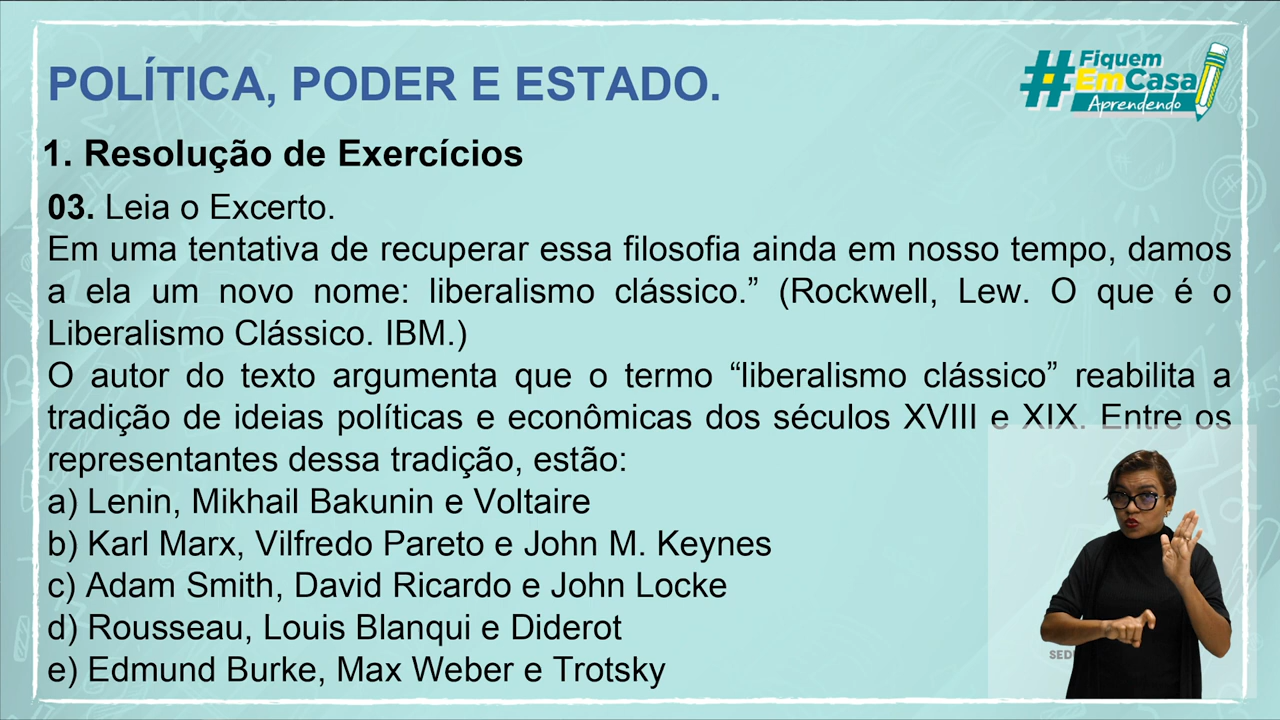 POLÍTICA, PODER E ESTADO.
#Fiquem
EmCasa
Aprendendo
1. Resolução de Exercícios
03. Leia o Excerto.
Em uma tentativa de recuperar essa filosofia ainda em nosso tempo, damos
a ela um novo nome: liberalismo clássico.” (Rockwell, Lew. O que é o
Liberalismo Clássico. IBM.)
O autor do texto argumenta que o termo “liberalismo clássico” reabilita a
tradição de ideias políticas e econômicas dos séculos XVIII e XIX. Entre os
representantes dessa tradição, estão:
a) Lenin, Mikhail Bakunin e Voltaire
b) Karl Marx, Vilfredo Pareto e John M. Keynes
c) Adam Smith, David Ricardo e John Locke
d) Rousseau, Louis Blanqui e Diderot
e) Edmund Burke, Max Weber e Trotsky